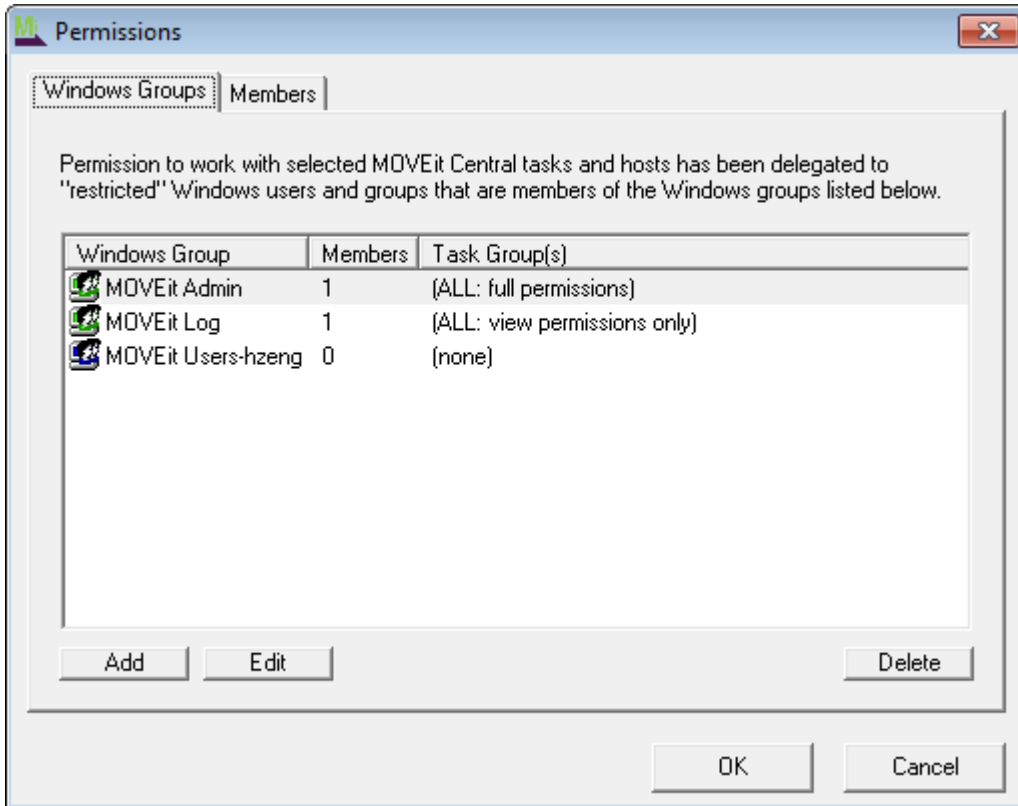 Permissions
Windows Groups Members
Permission to work with selected MOVEit Central tasks and hosts has been delegated to
"restricted" Windows users and groups that are members of the Windows groups listed below.
Windows Group Members Task Group(s)
MOVEit Admin 1 (ALL: full permissions)
MOVEit Log 1 (ALL: view permissions only)
MOVEit Users-hzeng 0 (none)
Add Edit Delete
OK Cancel